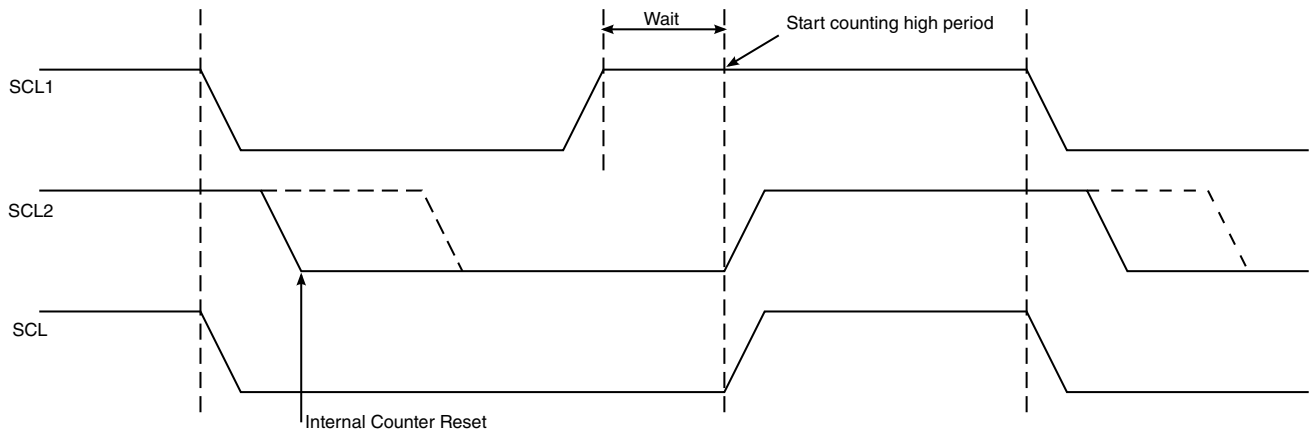 Wait
Start counting high period
SCL1
SCL2
SCL
Internal Counter Reset